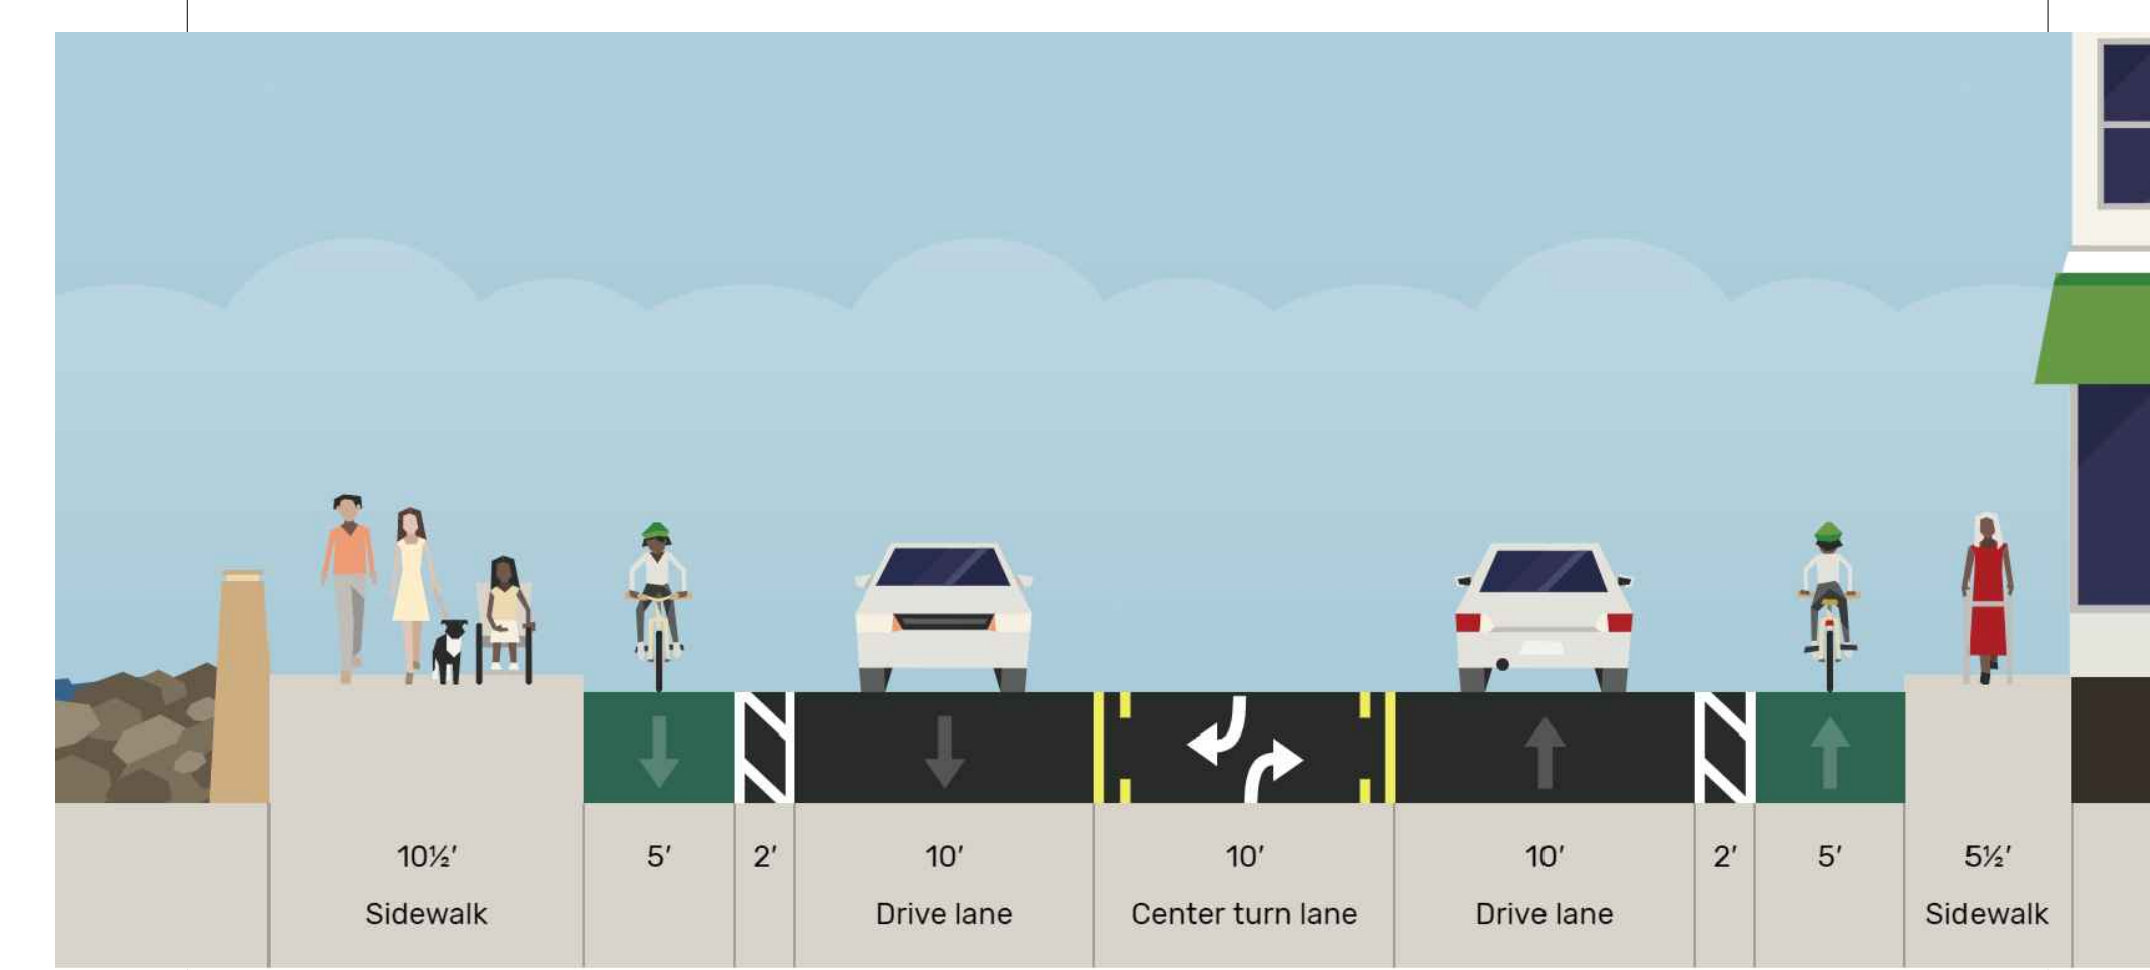 10½′ 5′ 2′ 10′ 10′ 10′ 2′ 5′ 5½′
Sidewalk Drive lane Center turn lane Drive lane Sidewalk